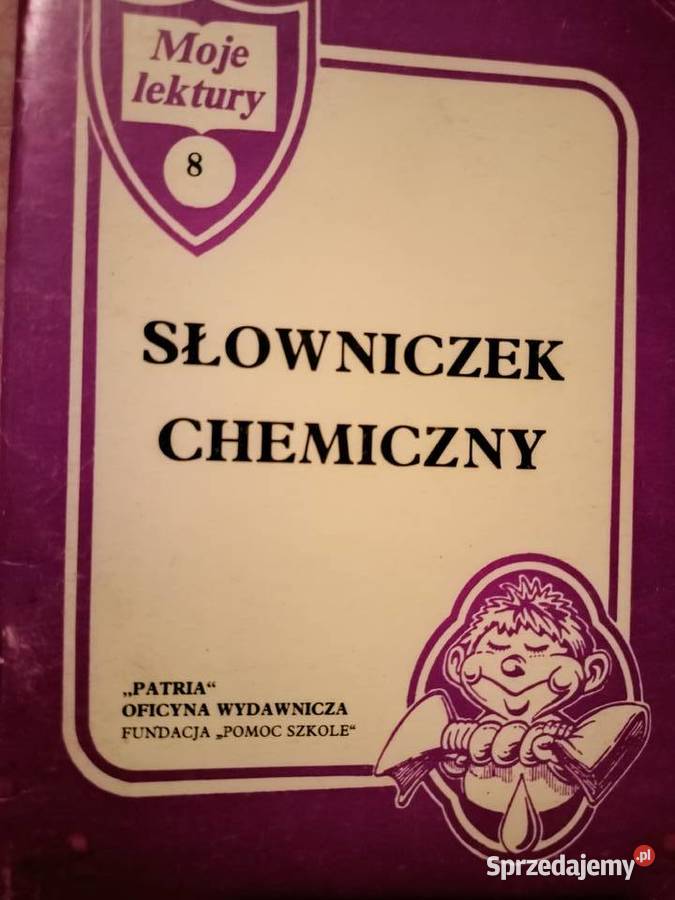 Moje
lektury
8
SŁOWNICZEK
CHEMICZNY
„PATRIA“
OFICYNA WYDAWNICZA
FUNDACJA „POMOC SZKOLE“
Sprzedajemy.pl